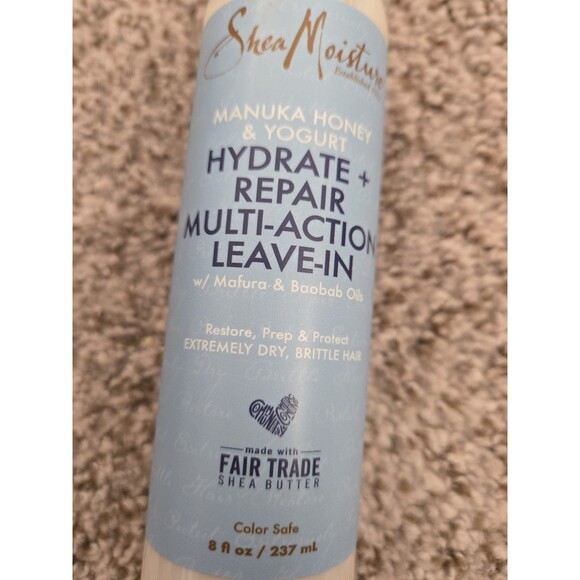 SheaMoisture
Established
MANUKA HONEY
& YOGURT
HYDRATE +
REPAIR
MULTI-ACTION
LEAVE-IN
w/ Mafura & Baobab Oils
Restore, Prep & Protect
EXTREMELY DRY, BRITTLE HAIR
made with
FAIR TRADE
SHEA BUTTER
Color Safe
8 fl oz / 237 mL